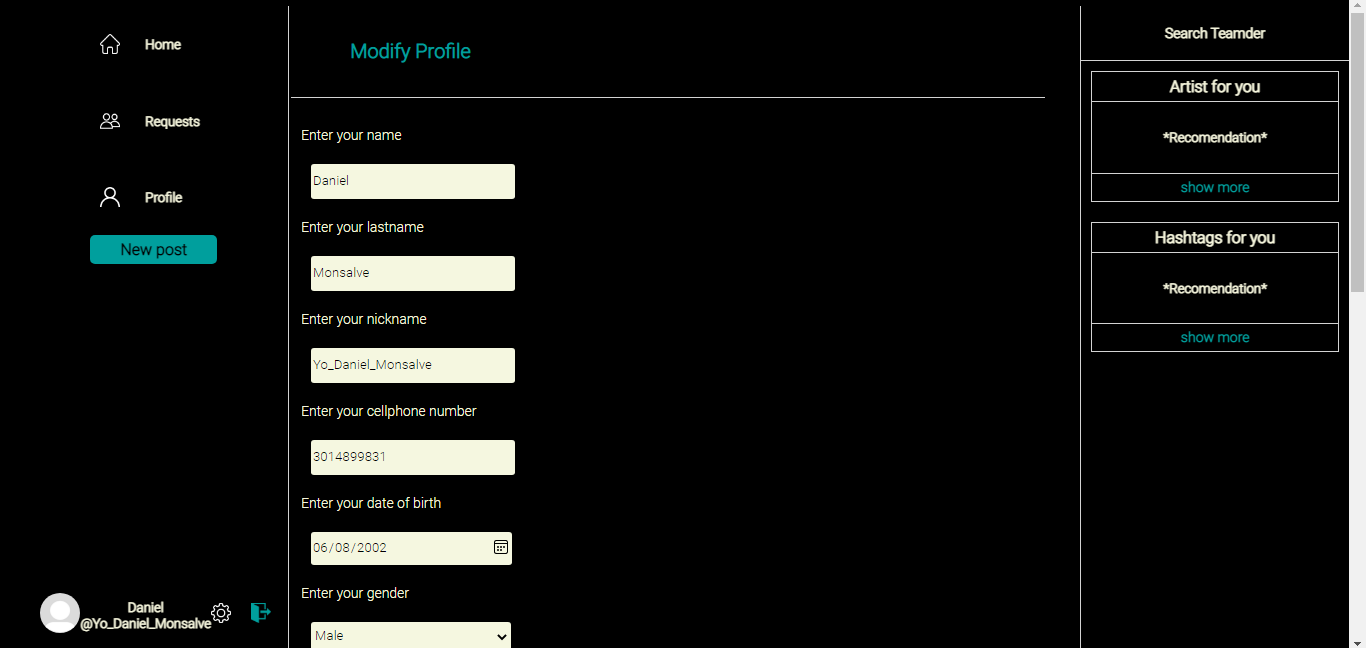 Home
Requests
Profile
New post
Daniel
@Yo_Daniel_Monsalve
Modify Profile
Enter your name
Daniel
Enter your lastname
Monsalve
Enter your nickname
Yo_Daniel_Monsalve
Enter your cellphone number
3014899831
Enter your date of birth
06/08/2002
Enter your gender
Male
Search Teamder
Artist for you
*Recomendation*
show more
Hashtags for you
*Recomendation*
show more